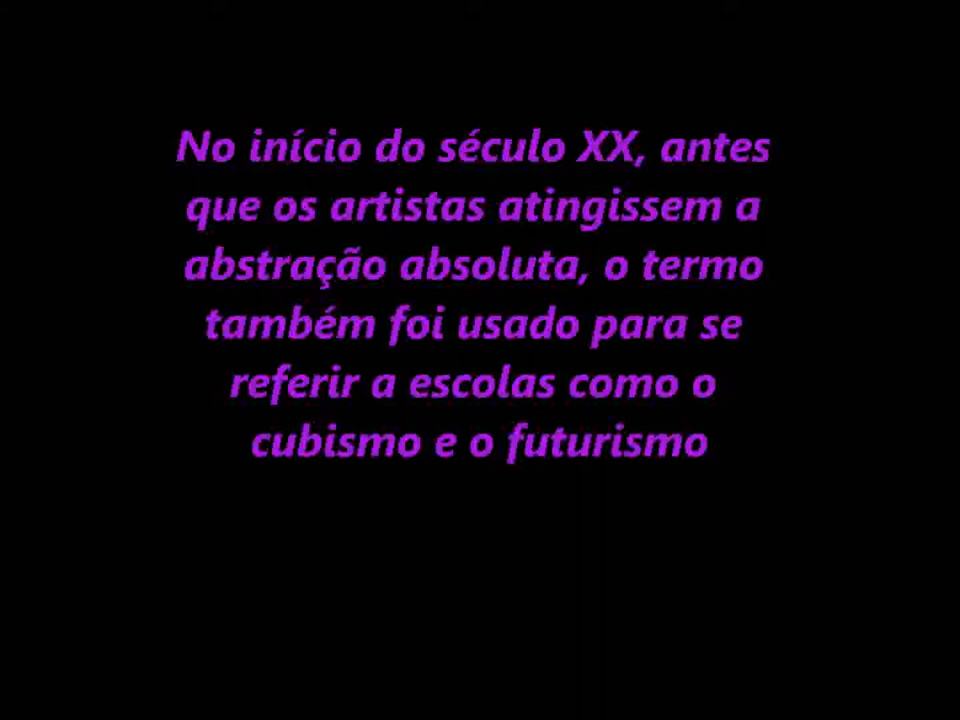 No início do século XX, antes
que os artistas atingissem a
abstração absoluta, o termo
também foi usado para se
referir a escolas como o
cubismo e o futurismo